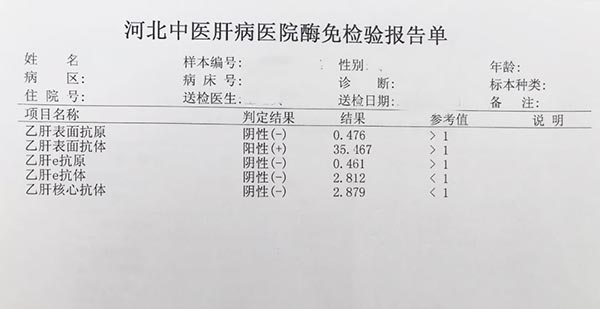 河北中医肝病医院酶免检验报告单
姓 名 样本编号: 性别: 年龄:
病 区: 病 床 号: 诊 断: 标本种类:
住 院 号: 送检医生: 送检日期: 备 注:
项目名称 判定结果 结果 参考值 说 明
乙肝表面抗原 阴性(-) 0.476 > 1
乙肝表面抗体 阳性(+) 35.467 > 1
乙肝e抗原 阴性(-) 0.461 > 1
乙肝e抗体 阴性(-) 2.812 < 1
乙肝核心抗体 阴性(-) 2.879 < 1